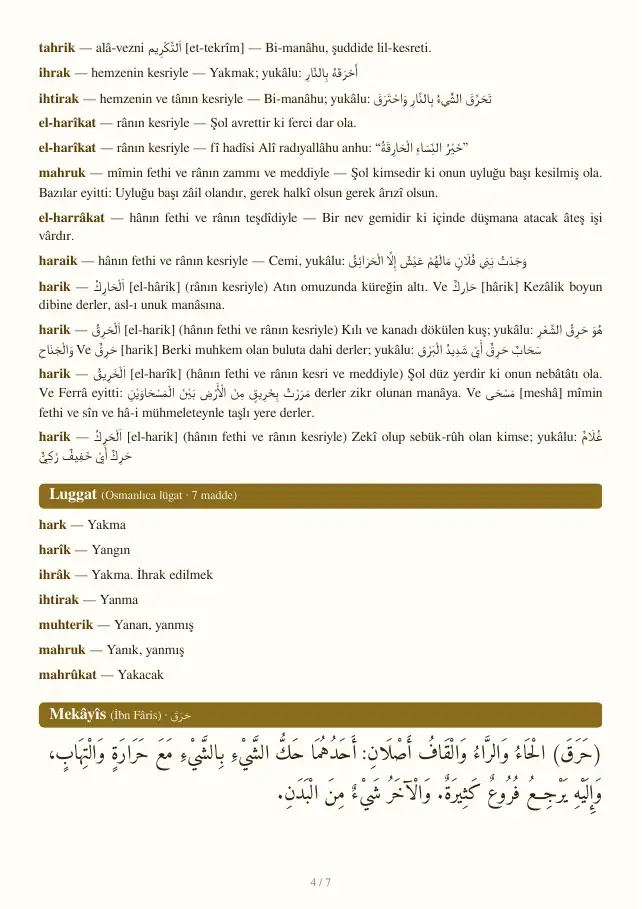 tahrik — alâ-vezni اَلتَّكْرِيم [et-tekrîm] — Bi-manâhu, şuddide lil-kesreti.
ihrak — hemzenin kesriyle — Yakmak; yukâlu: أَحْرَقَهُ بِالنَّارِ
ihtirak — hemzenin ve tânın kesriyle — Bi-manâhu; yukâlu: تَحَرَّقَ الشَّيْءُ بِالنَّارِ وَاحْتَرَقَ
el-harîkat — rânın kesriyle — Şol avrettir ki ferci dar ola.
el-harîkat — rânın kesriyle — fî hadîsi Alî radıyallâhu anhu: “خَيْرُ النِّسَاءِ الْحَارِقَةُ”
mahruk — mîmin fethi ve rânın zammı ve meddiyle — Şol kimsedir ki onun uyluğu başı kesilmiş ola.
Bazılar eyitti: Uyluğu başı zâil olandır, gerek halkî olsun gerek ârızî olsun.
el-harrâkat — hânın fethi ve rânın teşdîdiyle — Bir nev gemidir ki içinde düşmana atacak âteş işi
vârdır.
haraik — hânın fethi ve rânın kesriyle — Cemi, yukâlu: وَجَدْتُ بَنِي فُلَانٍ مَالَهُمْ عَيْشٌ إِلَّا الْحَرَائِقُ
harik — اَلْحَارِكُ [el-hârik] (rânın kesriyle) Atın omuzunda küreğin altı. Ve حَارِكٌ [hârik] Kezâlik boyun
dibine derler, asl-ı unuk manâsına.
harik — اَلْحَرِقُ [el-harik] (hânın fethi ve rânın kesriyle) Kılı ve kanadı dökülen kuş; yukâlu: هُوَ حَرِقُ الشَّعْرِ
وَالْجَنَاحِ Ve حَرِقٌ [harik] Berki muhkem olan buluta dahi derler; yukâlu: سَحَابٌ حَرِقٌ أَيْ شَدِيدُ الْبَرْقِ
harik — اَلْخَرِيقُ [el-harîk] (hânın fethi ve rânın kesri ve meddiyle) Şol düz yerdir ki onun nebâtâtı ola.
Ve Ferrâ eyitti: مَرَرْتُ بِخَرِيقٍ مِنَ الْأَرْضِ بَيْنَ الْمَسْحَاوَيْنِ derler zikr olunan manâya. Ve مَسْحَى [meshâ] mîmin
fethi ve sîn ve hâ-i mühmeleteynle taşlı yere derler.
harik — اَلْحَرِكُ [el-harik] (hânın fethi ve rânın kesriyle) Zekî olup sebük-rûh olan kimse; yukâlu: غُلَامٌ
حَرِكٌ أَيْ خَفِيفٌ زَكِيٌّ
Luggat (Osmanlıca lügat · 7 madde)
hark — Yakma
harîk — Yangın
ihrâk — Yakma. İhrak edilmek
ihtirak — Yanma
muhterik — Yanan, yanmış
mahruk — Yanık, yanmış
mahrûkat — Yakacak
Mekâyîs (İbn Fâris) · حَرَقَ
(حَرَقَ) الْحَاءُ وَالرَّاءُ وَالْقَافُ أَصْلَانِ: أَحَدُهُمَا حَكُّ الشَّيْءِ بِالشَّيْءِ مَعَ حَرَارَةٍ وَالْتِهَابٍ،
وَإِلَيْهِ يَرْجِعُ فُرُوعٌ كَثِيرَةٌ. وَالْآخَرُ شَيْءٌ مِنَ الْبَدَنِ.
4 / 7